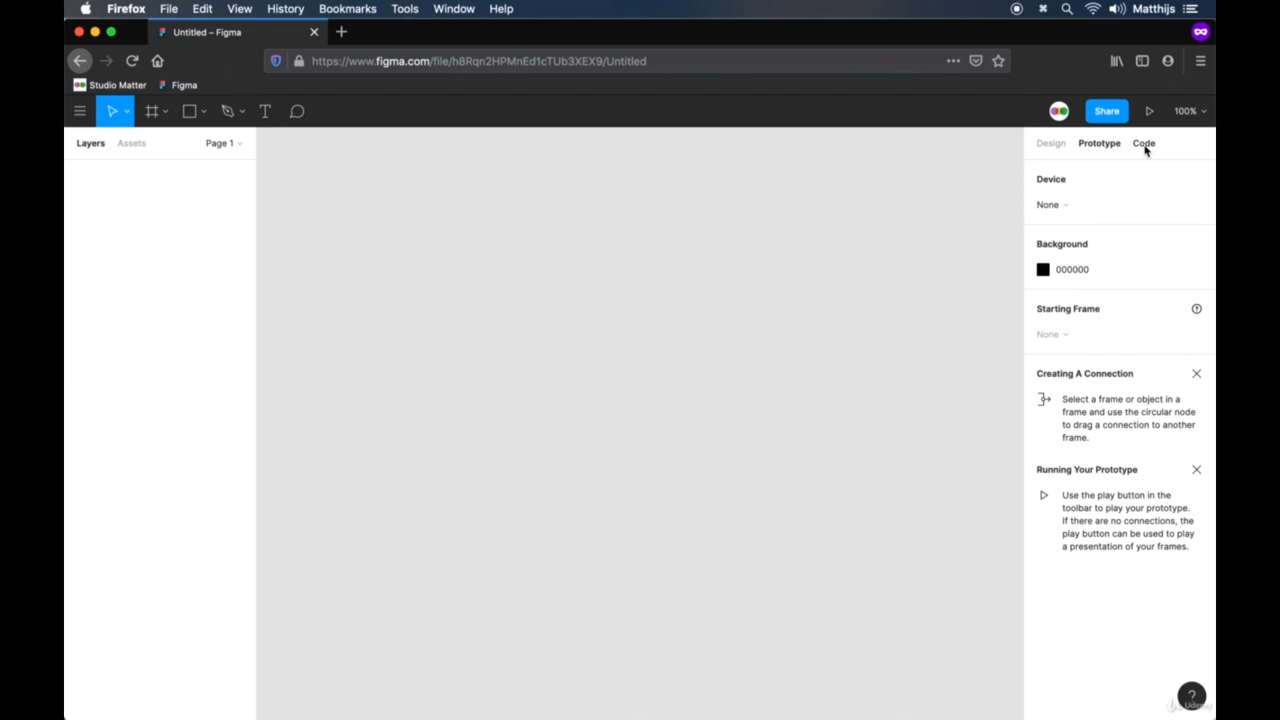 Firefox File Edit View History Bookmarks Tools Window Help Matthijs
Untitled – Figma
https://www.figma.com/file/h8Rqn2HPMnEd1cTUb3XEX9/Untitled
Studio Matter Figma
Share 100%
Layers Assets Page 1 Design Prototype Code
Device
None
Background
000000
Starting Frame
None
Creating A Connection
Select a frame or object in a
frame and use the circular node
to drag a connection to another
frame.
Running Your Prototype
Use the play button in the
toolbar to play your prototype.
If there are no connections, the
play button can be used to play
a presentation of your frames.
?
Udemy